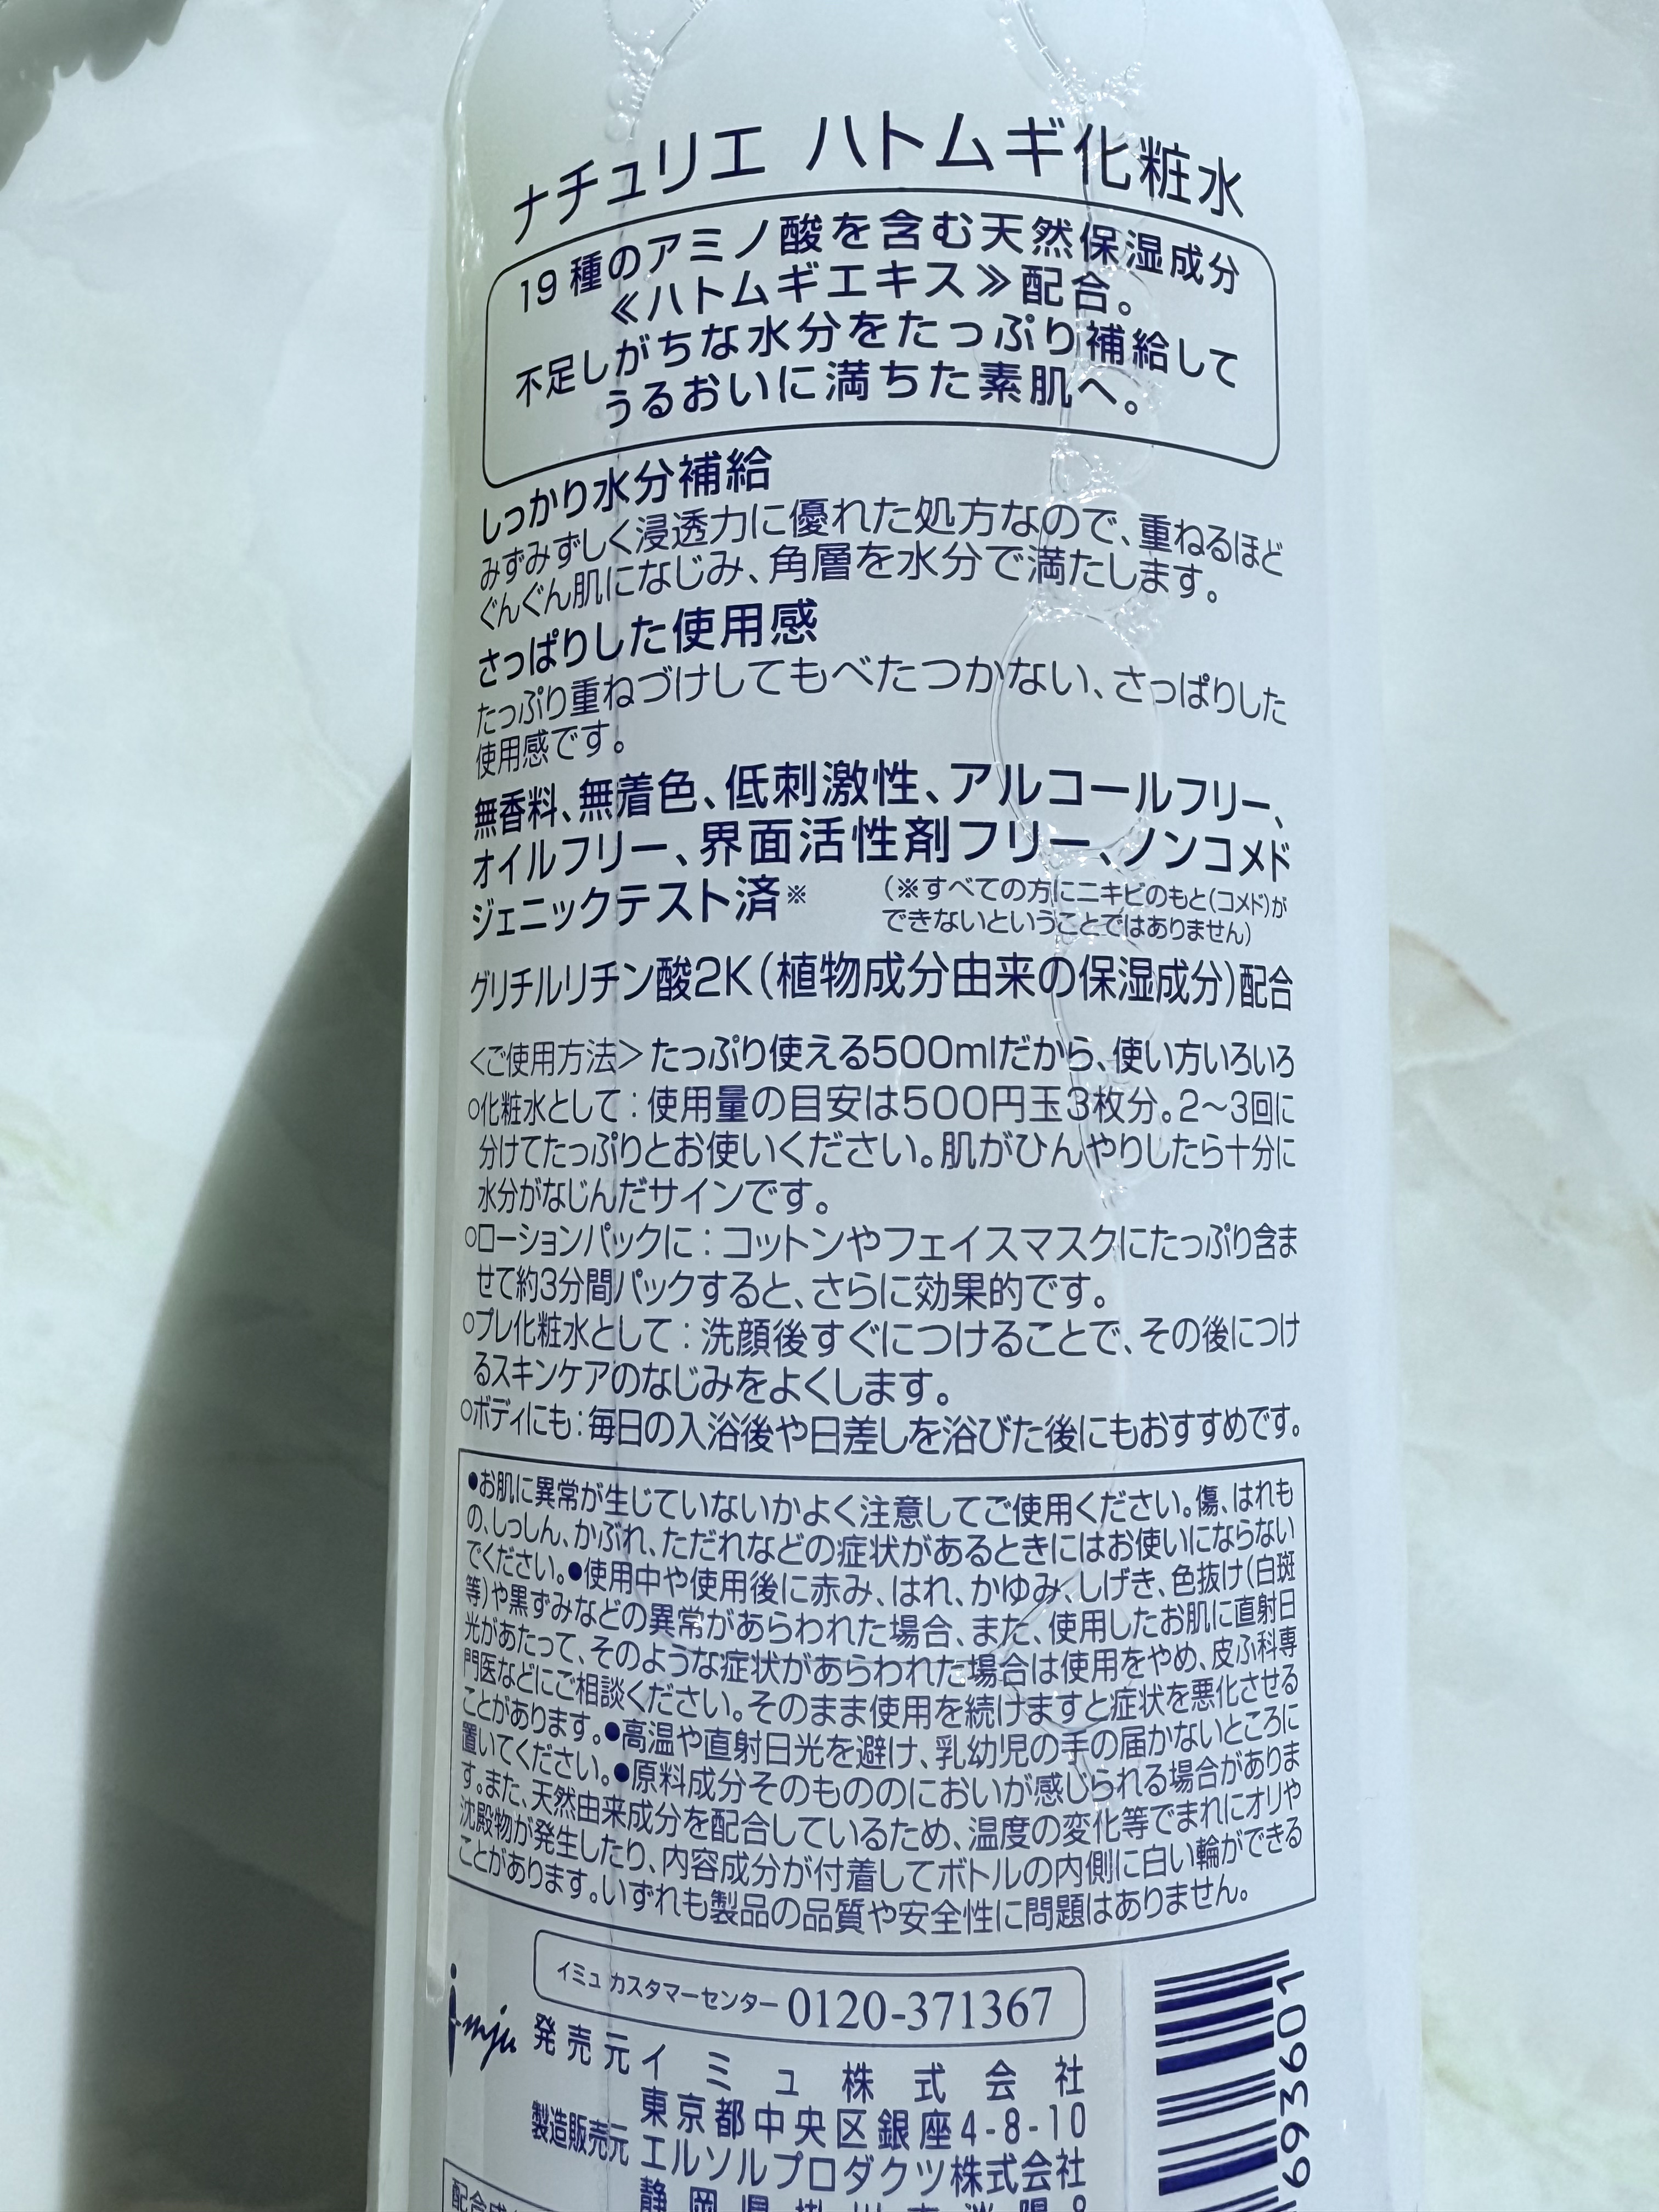 ナチュリエ ハトムギ化粧水
19種のアミノ酸を含む天然保湿成分
≪ハトムギエキス≫配合。
不足しがちな水分をたっぷり補給して
うるおいに満ちた素肌へ。
しっかり水分補給
みずみずしく浸透力に優れた処方なので、重ねるほど
ぐんぐん肌になじみ、角層を水分で満たします。
さっぱりした使用感
たっぷり重ねづけしてもべたつかない、さっぱりした
使用感です。
無香料、無着色、低刺激性、アルコールフリー、
オイルフリー、界面活性剤フリー、ノンコメド
ジェニックテスト済※
(※すべての方にニキビのもと(コメド)が
できないということではありません)
グリチルリチン酸2K(植物成分由来の保湿成分)配合
<ご使用方法>たっぷり使える500mlだから、使い方いろいろ
○化粧水として：使用量の目安は500円玉3枚分。2〜3回に
分けてたっぷりとお使いください。肌がひんやりしたら十分に
水分がなじんだサインです。
○ローションパックに：コットンやフェイスマスクにたっぷり含ま
せて約3分間パックすると、さらに効果的です。
○プレ化粧水として：洗顔後すぐにつけることで、その後につけ
るスキンケアのなじみをよくします。
○ボディにも：毎日の入浴後や日差しを浴びた後にもおすすめです。
●お肌に異常が生じていないかよく注意してご使用ください。傷、はれも
の、しっしん、かぶれ、ただれなどの症状があるときにはお使いにならない
でください。●使用中や使用後に赤み、はれ、かゆみ、しげき、色抜け(白斑
等)や黒ずみなどの異常があらわれた場合、また、使用したお肌に直射日
光があたって、そのような症状があらわれた場合は使用をやめ、皮ふ科専
門医などにご相談ください。そのまま使用を続けますと症状を悪化させる
ことがあります。●高温や直射日光を避け、乳幼児の手の届かないところに
置いてください。●原料成分そのもののにおいが感じられる場合がありま
す。また、天然由来成分を配合しているため、温度の変化等でまれにオリや
沈殿物が発生したり、内容成分が付着してボトルの内側に白い輪ができる
ことがあります。いずれも製品の品質や安全性に問題はありません。
イミュ カスタマーセンター 0120-371367
imju
発売元 イミュ株式会社
東京都中央区銀座4-8-10
製造販売元 エルソルプロダクツ株式会社